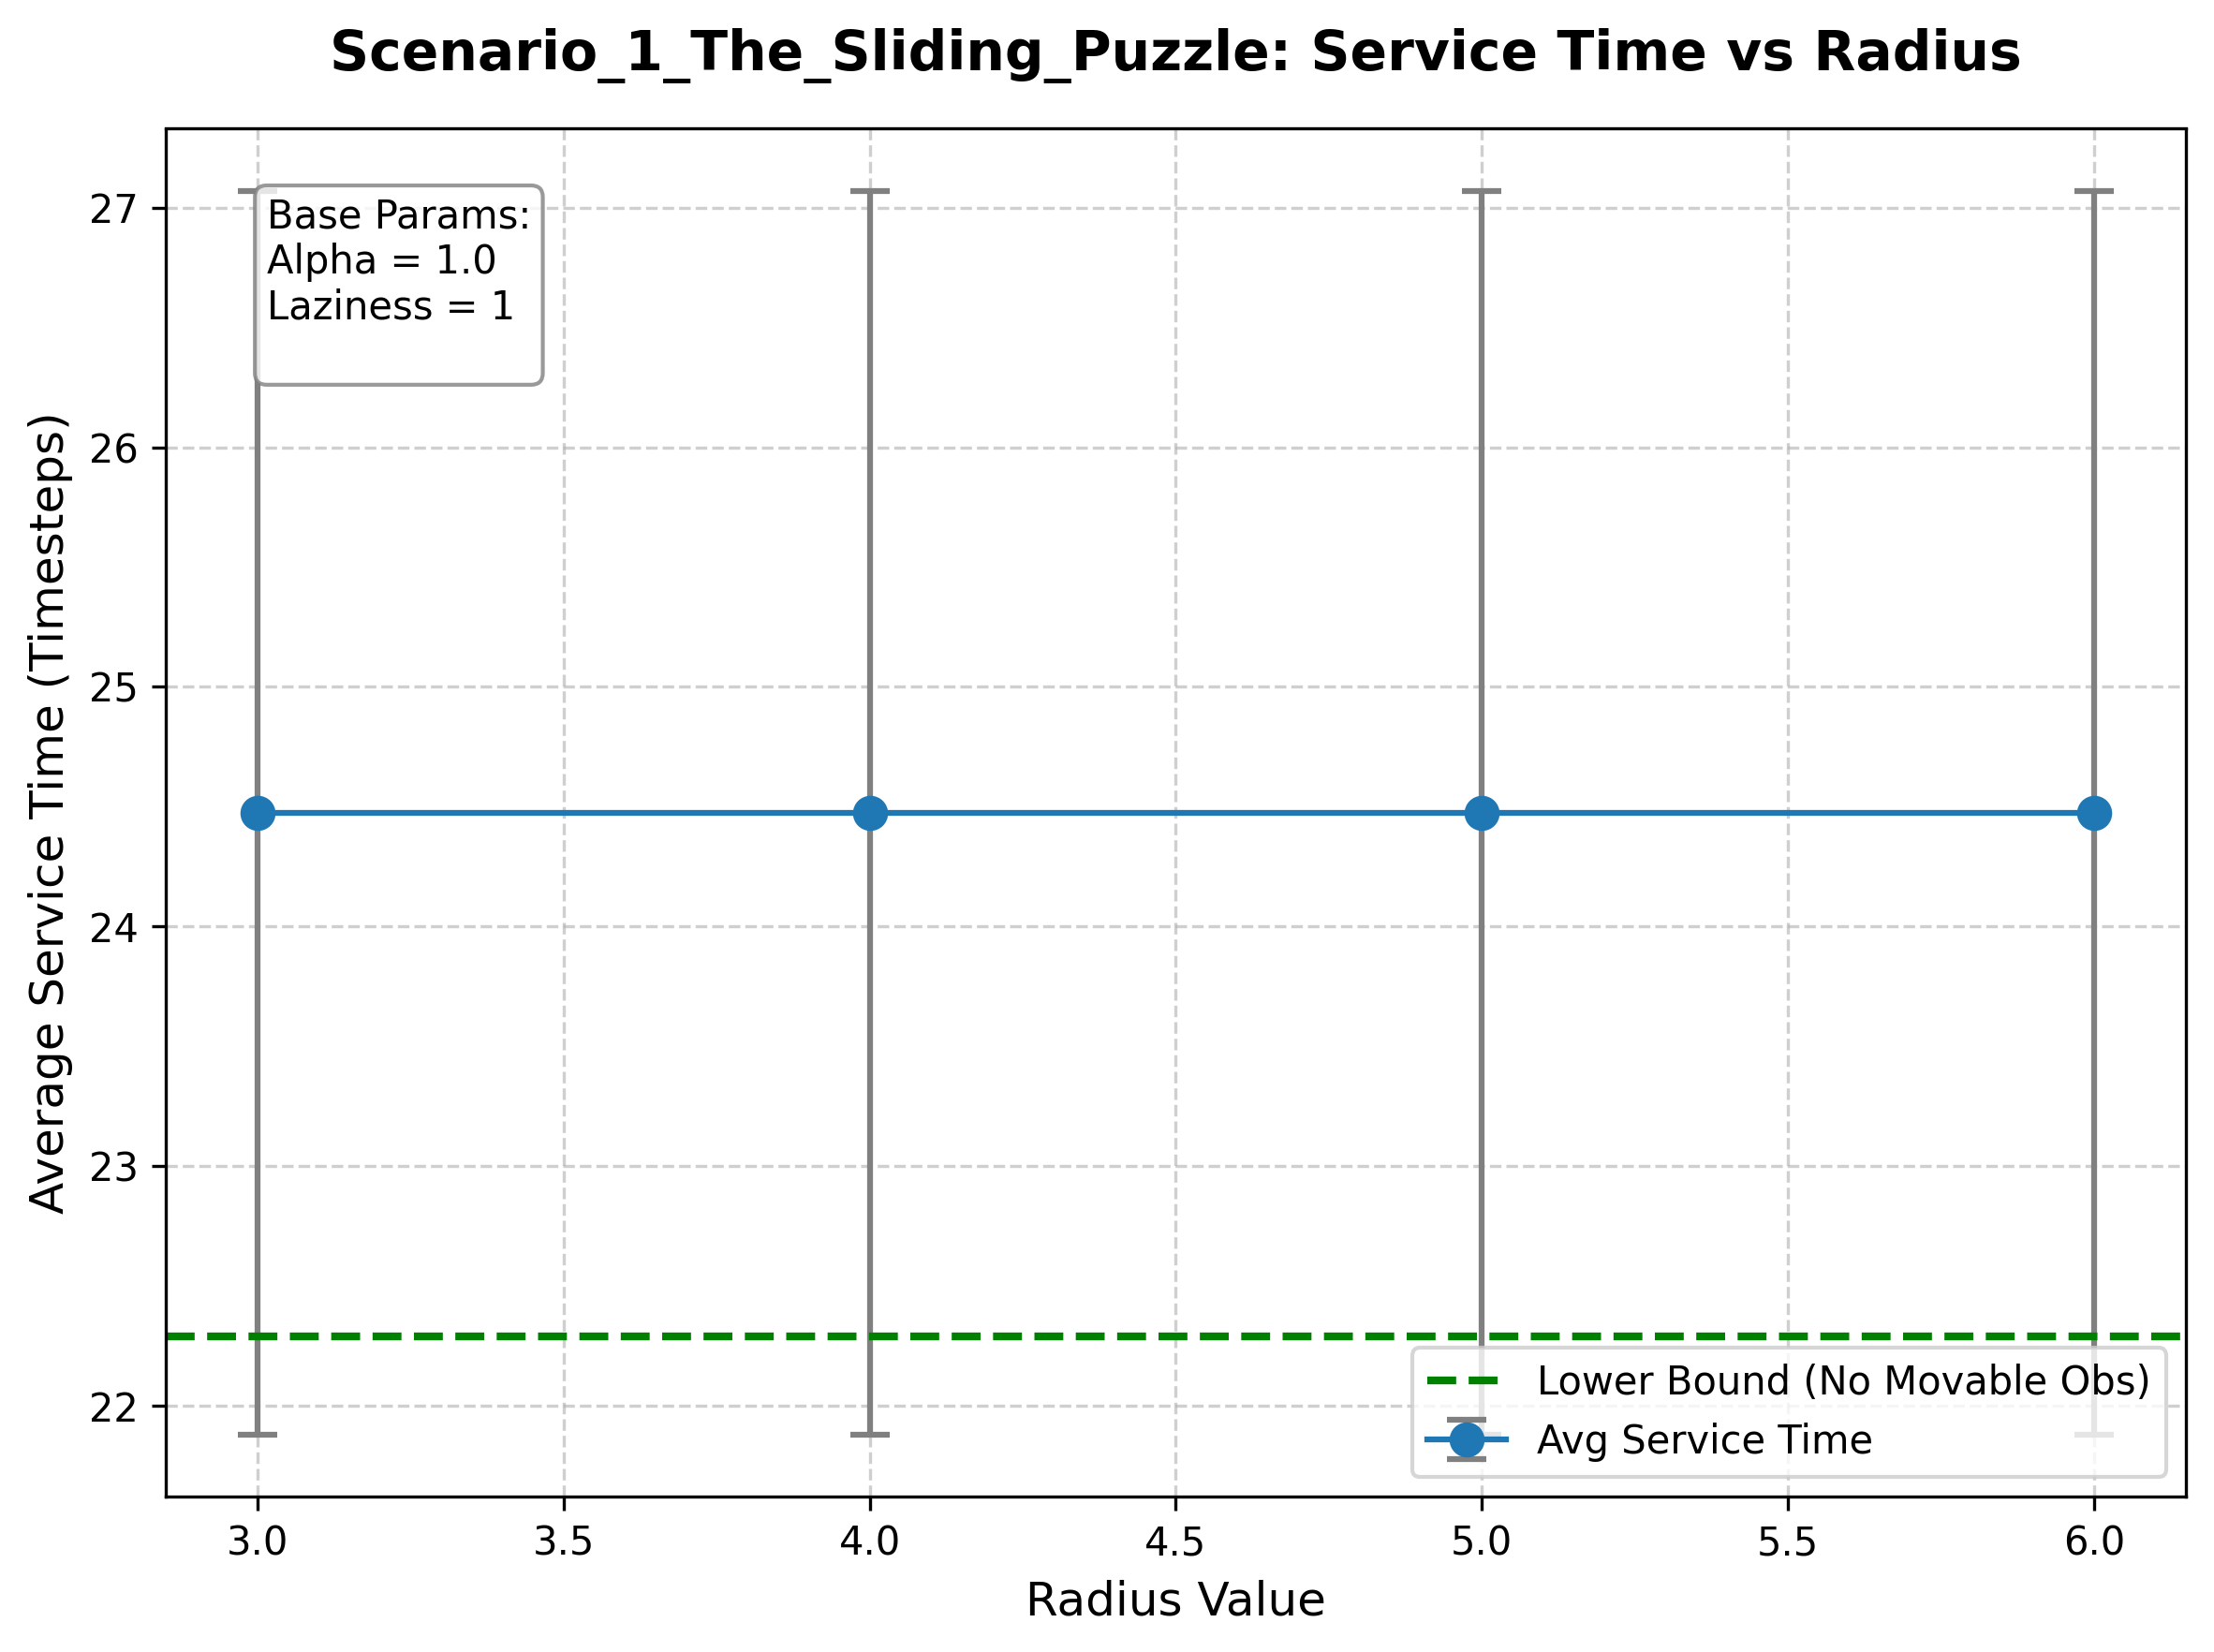 Scenario_1_The_Sliding_Puzzle: Service Time vs Radius
Average Service Time (Timesteps)
27
26
25
24
23
22
Base Params:
Alpha = 1.0
Laziness = 1
Lower Bound (No Movable Obs)
Avg Service Time
3.0 3.5 4.0 4.5 5.0 5.5 6.0
Radius Value